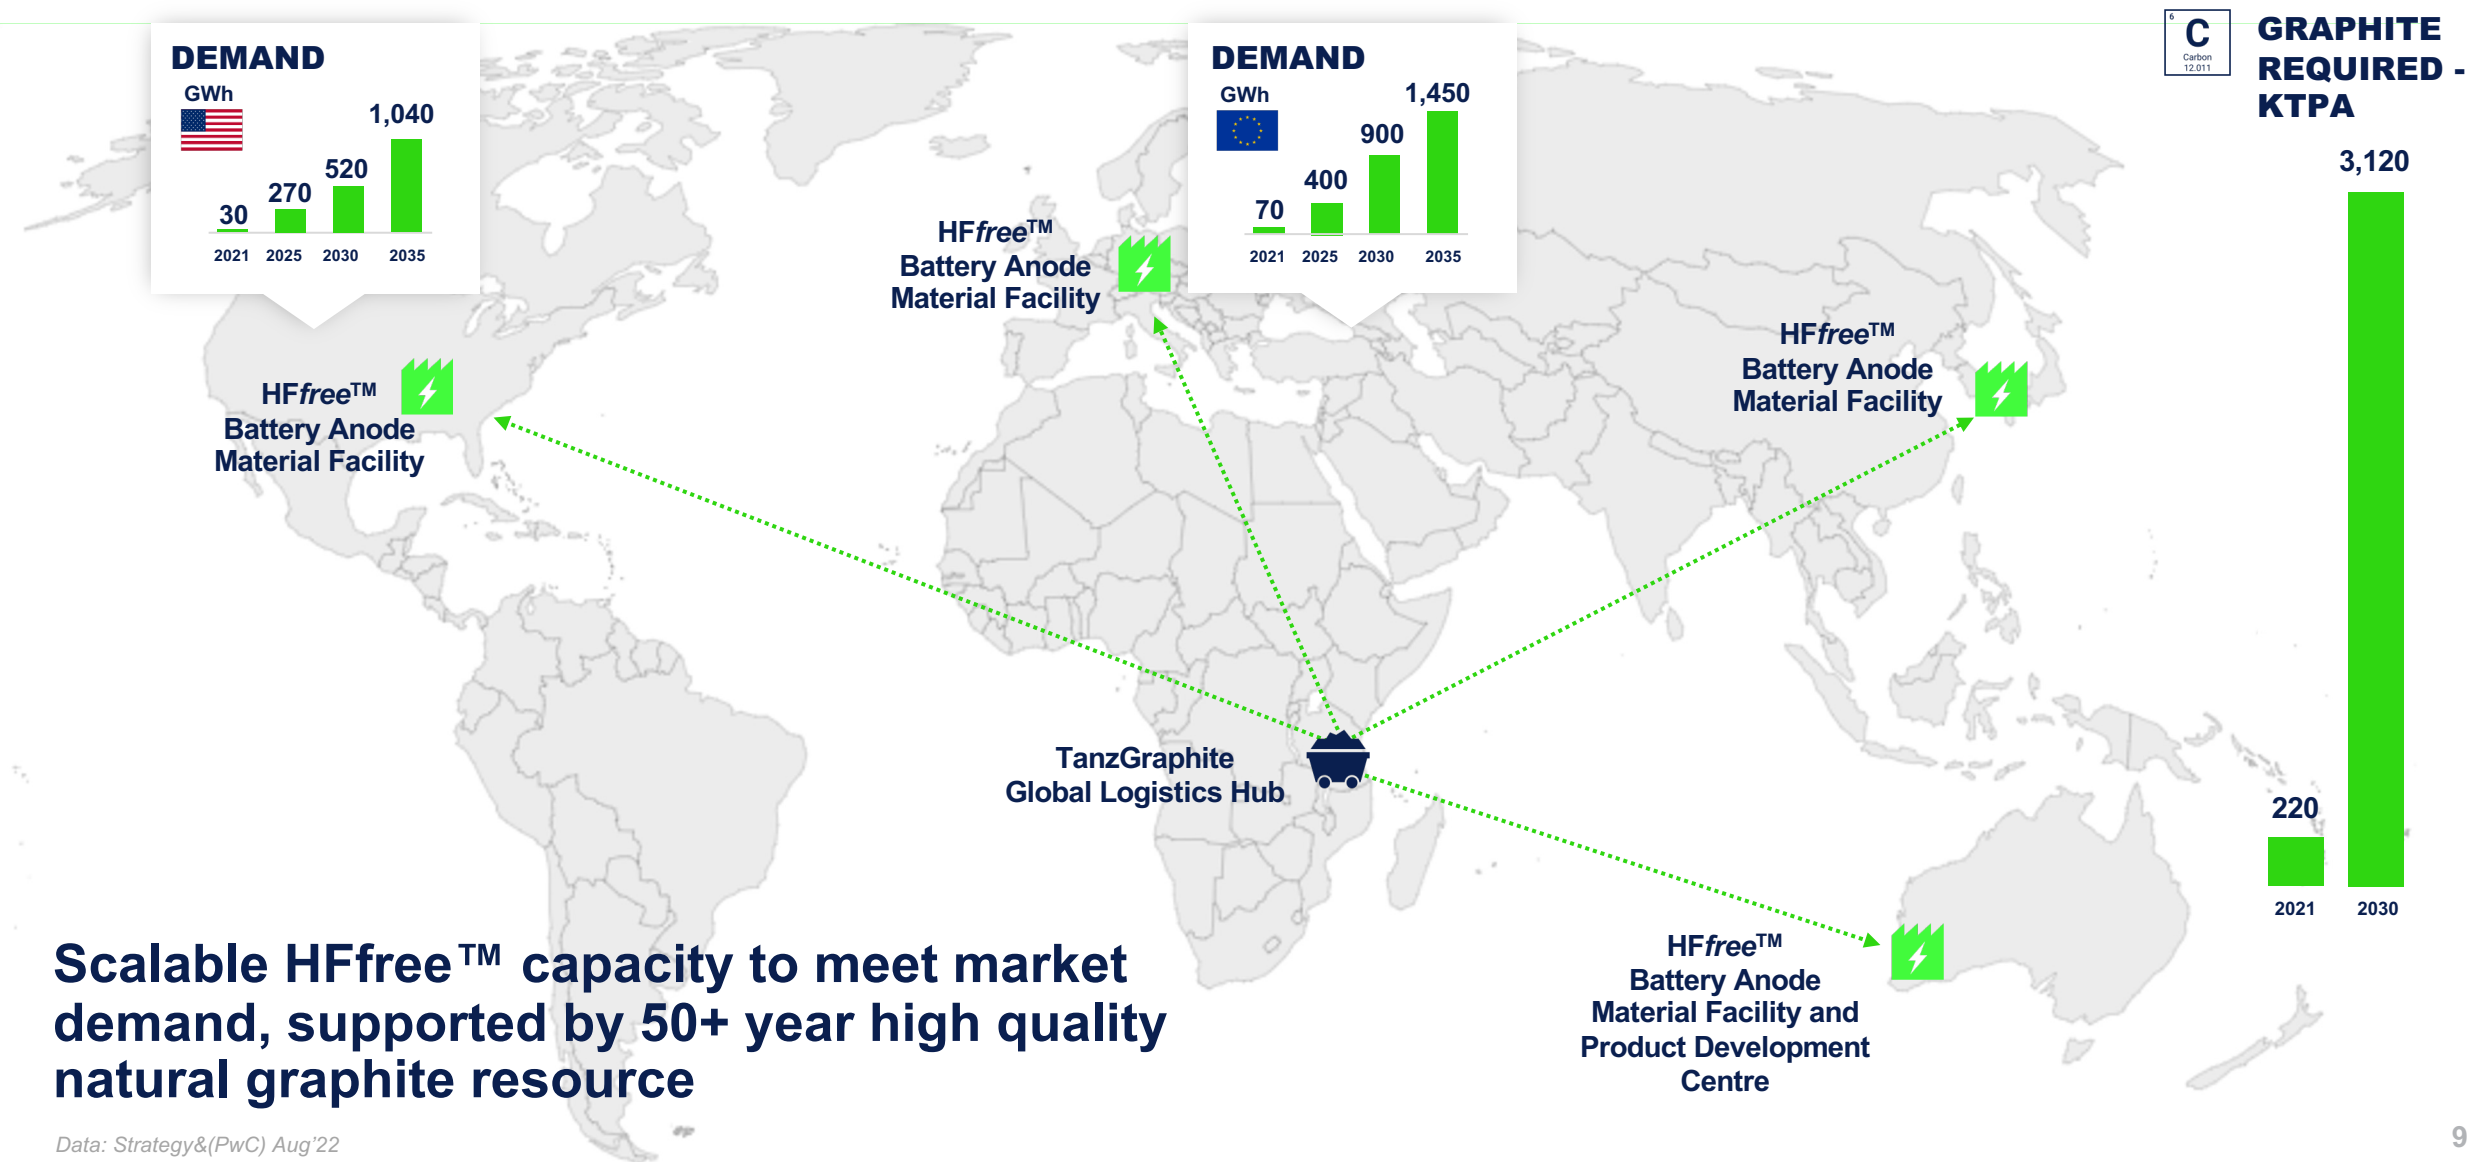 DEMAND
GWh
1,040
520
270
30
2021 2025 2030 2035
DEMAND
GWh
1,450
900
400
70
2021 2025 2030 2035
6
C
Carbon
12.011
GRAPHITE
REQUIRED -
KTPA
3,120
220
2021 2030
HFfree™
Battery Anode
Material Facility
HFfree™
Battery Anode
Material Facility
HFfree™
Battery Anode
Material Facility
TanzGraphite
Global Logistics Hub
HFfree™
Battery Anode
Material Facility and
Product Development
Centre
Scalable HFfree™ capacity to meet market
demand, supported by 50+ year high quality
natural graphite resource
Data: Strategy&(PwC) Aug'22
9